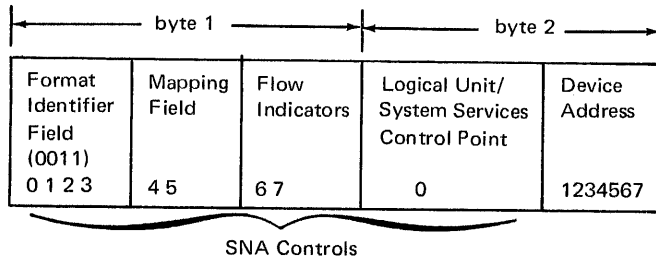 byte 1 byte 2
Format Identifier Field (0011) 0 1 2 3
Mapping Field 4 5
Flow Indicators 6 7
Logical Unit/ System Services Control Point 0
Device Address 1234567
SNA Controls